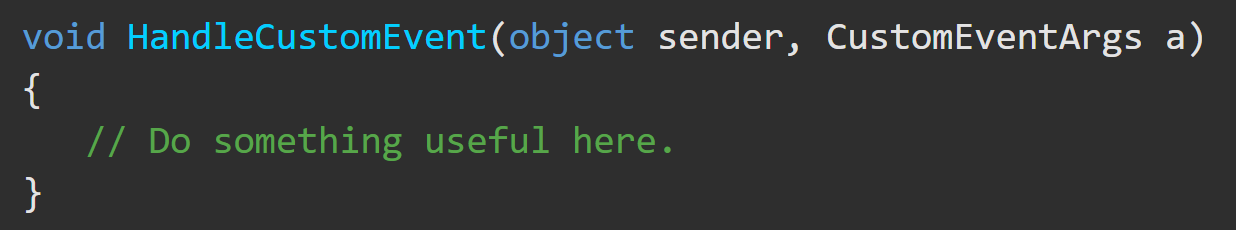 void HandleCustomEvent(object sender, CustomEventArgs a)
{
   // Do something useful here.
}